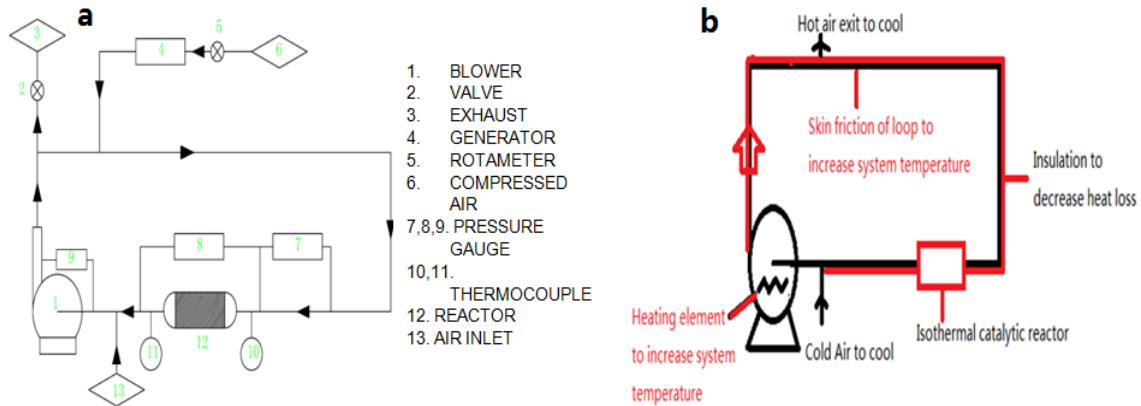 a
3
4
5
6
2
1. BLOWER
2. VALVE
3. EXHAUST
4. GENERATOR
5. ROTAMETER
6. COMPRESSED
AIR
7,8,9. PRESSURE
GAUGE
10,11.
THERMOCOUPLE
12. REACTOR
13. AIR INLET
9
8
7
1
11
12
10
13
b
Hot air exit to cool
Skin friction of loop to
increase system temperature
Insulation to
decrease heat loss
Heating element
to increase system
temperature
Cold Air to cool
Isothermal catalytic reactor